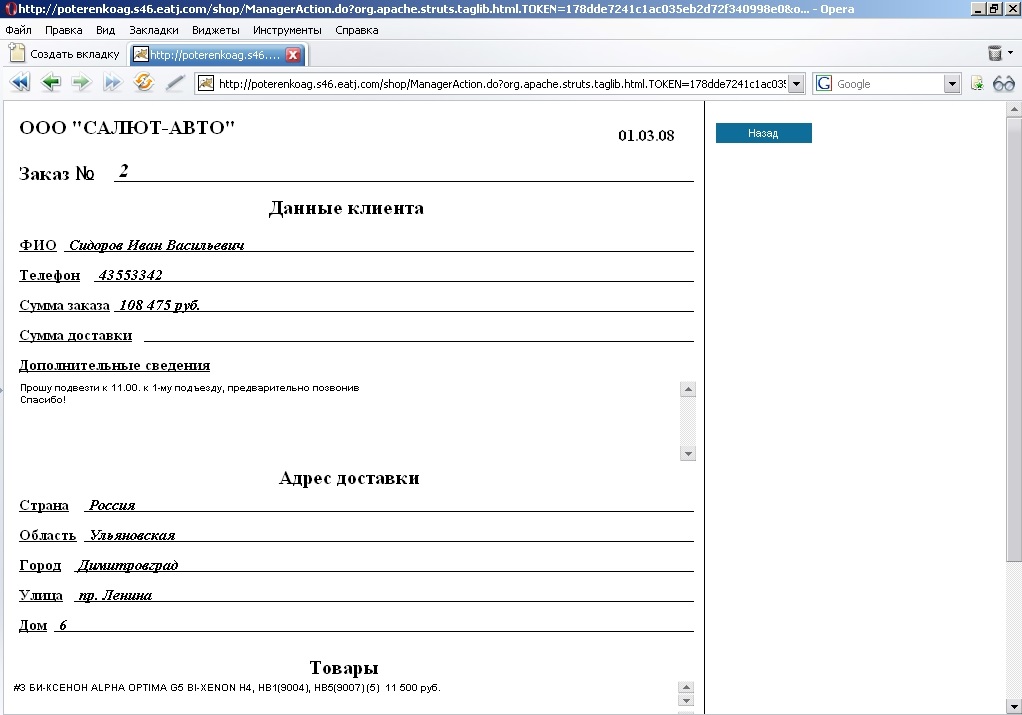 http://poterenkoag.s46.eatj.com/shop/ManagerAction.do?org.apache.struts.taglib.html.TOKEN=178dde7241c1ac035eb2d72f340998e0&o... - Opera
Файл Правка Вид Закладки Виджеты Инструменты Справка
Создать вкладку http://poterenkoag.s46....
http://poterenkoag.s46.eatj.com/shop/ManagerAction.do?org.apache.struts.taglib.html.TOKEN=178dde7241c1ac035 Google
ООО "САЛЮТ-АВТО"
01.03.08
Назад
Заказ № 2
Данные клиента
ФИО Сидоров Иван Васильевич
Телефон 43553342
Сумма заказа 108 475 руб.
Сумма доставки
Дополнительные сведения
Прошу подвезти к 11.00. к 1-му подъезду, предварительно позвонив
Спасибо!
Адрес доставки
Страна Россия
Область Ульяновская
Город Димитровград
Улица пр. Ленина
Дом 6
Товары
#3 БИ-КСЕНОН ALPHA OPTIMA G5 BI-XENON H4, HB1(9004), HB5(9007) (5) 11 500 руб.